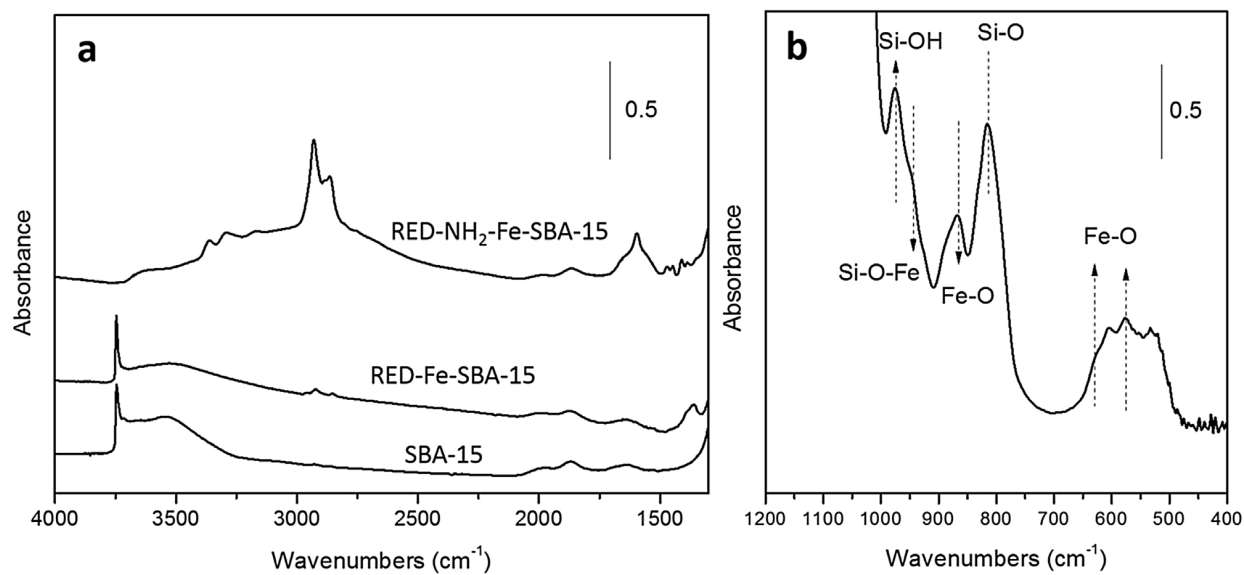 a
0.5
RED-NH2-Fe-SBA-15
RED-Fe-SBA-15
SBA-15
Absorbance
4000 3500 3000 2500 2000 1500
Wavenumbers (cm-1)
b
Si-OH
Si-O
0.5
Si-O-Fe
Fe-O
Fe-O
Absorbance
1200 1100 1000 900 800 700 600 500 400
Wavenumbers (cm-1)